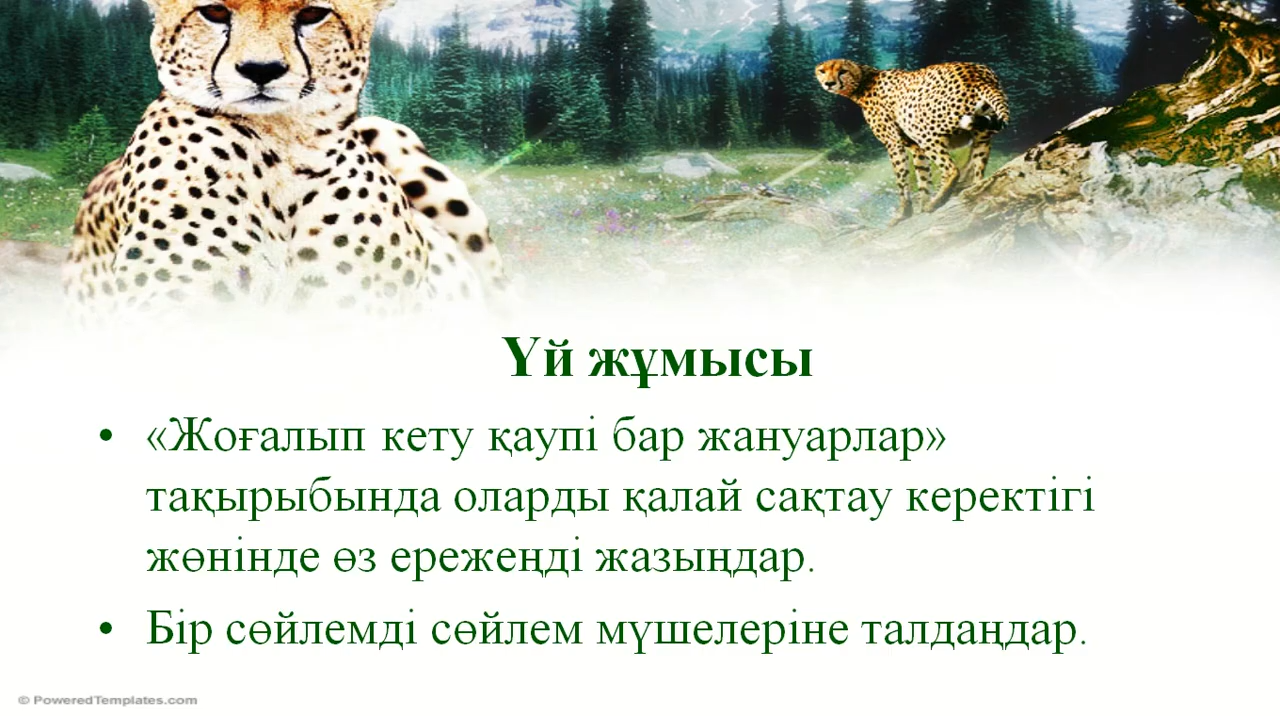 Үй жұмысы
• «Жоғалып кету қаупі бар жануарлар»
тақырыбында оларды қалай сақтау керектігі
жөнінде өз ережеңді жазыңдар.
• Бір сөйлемді сөйлем мүшелеріне талдаңдар.
© PoweredTemplates.com